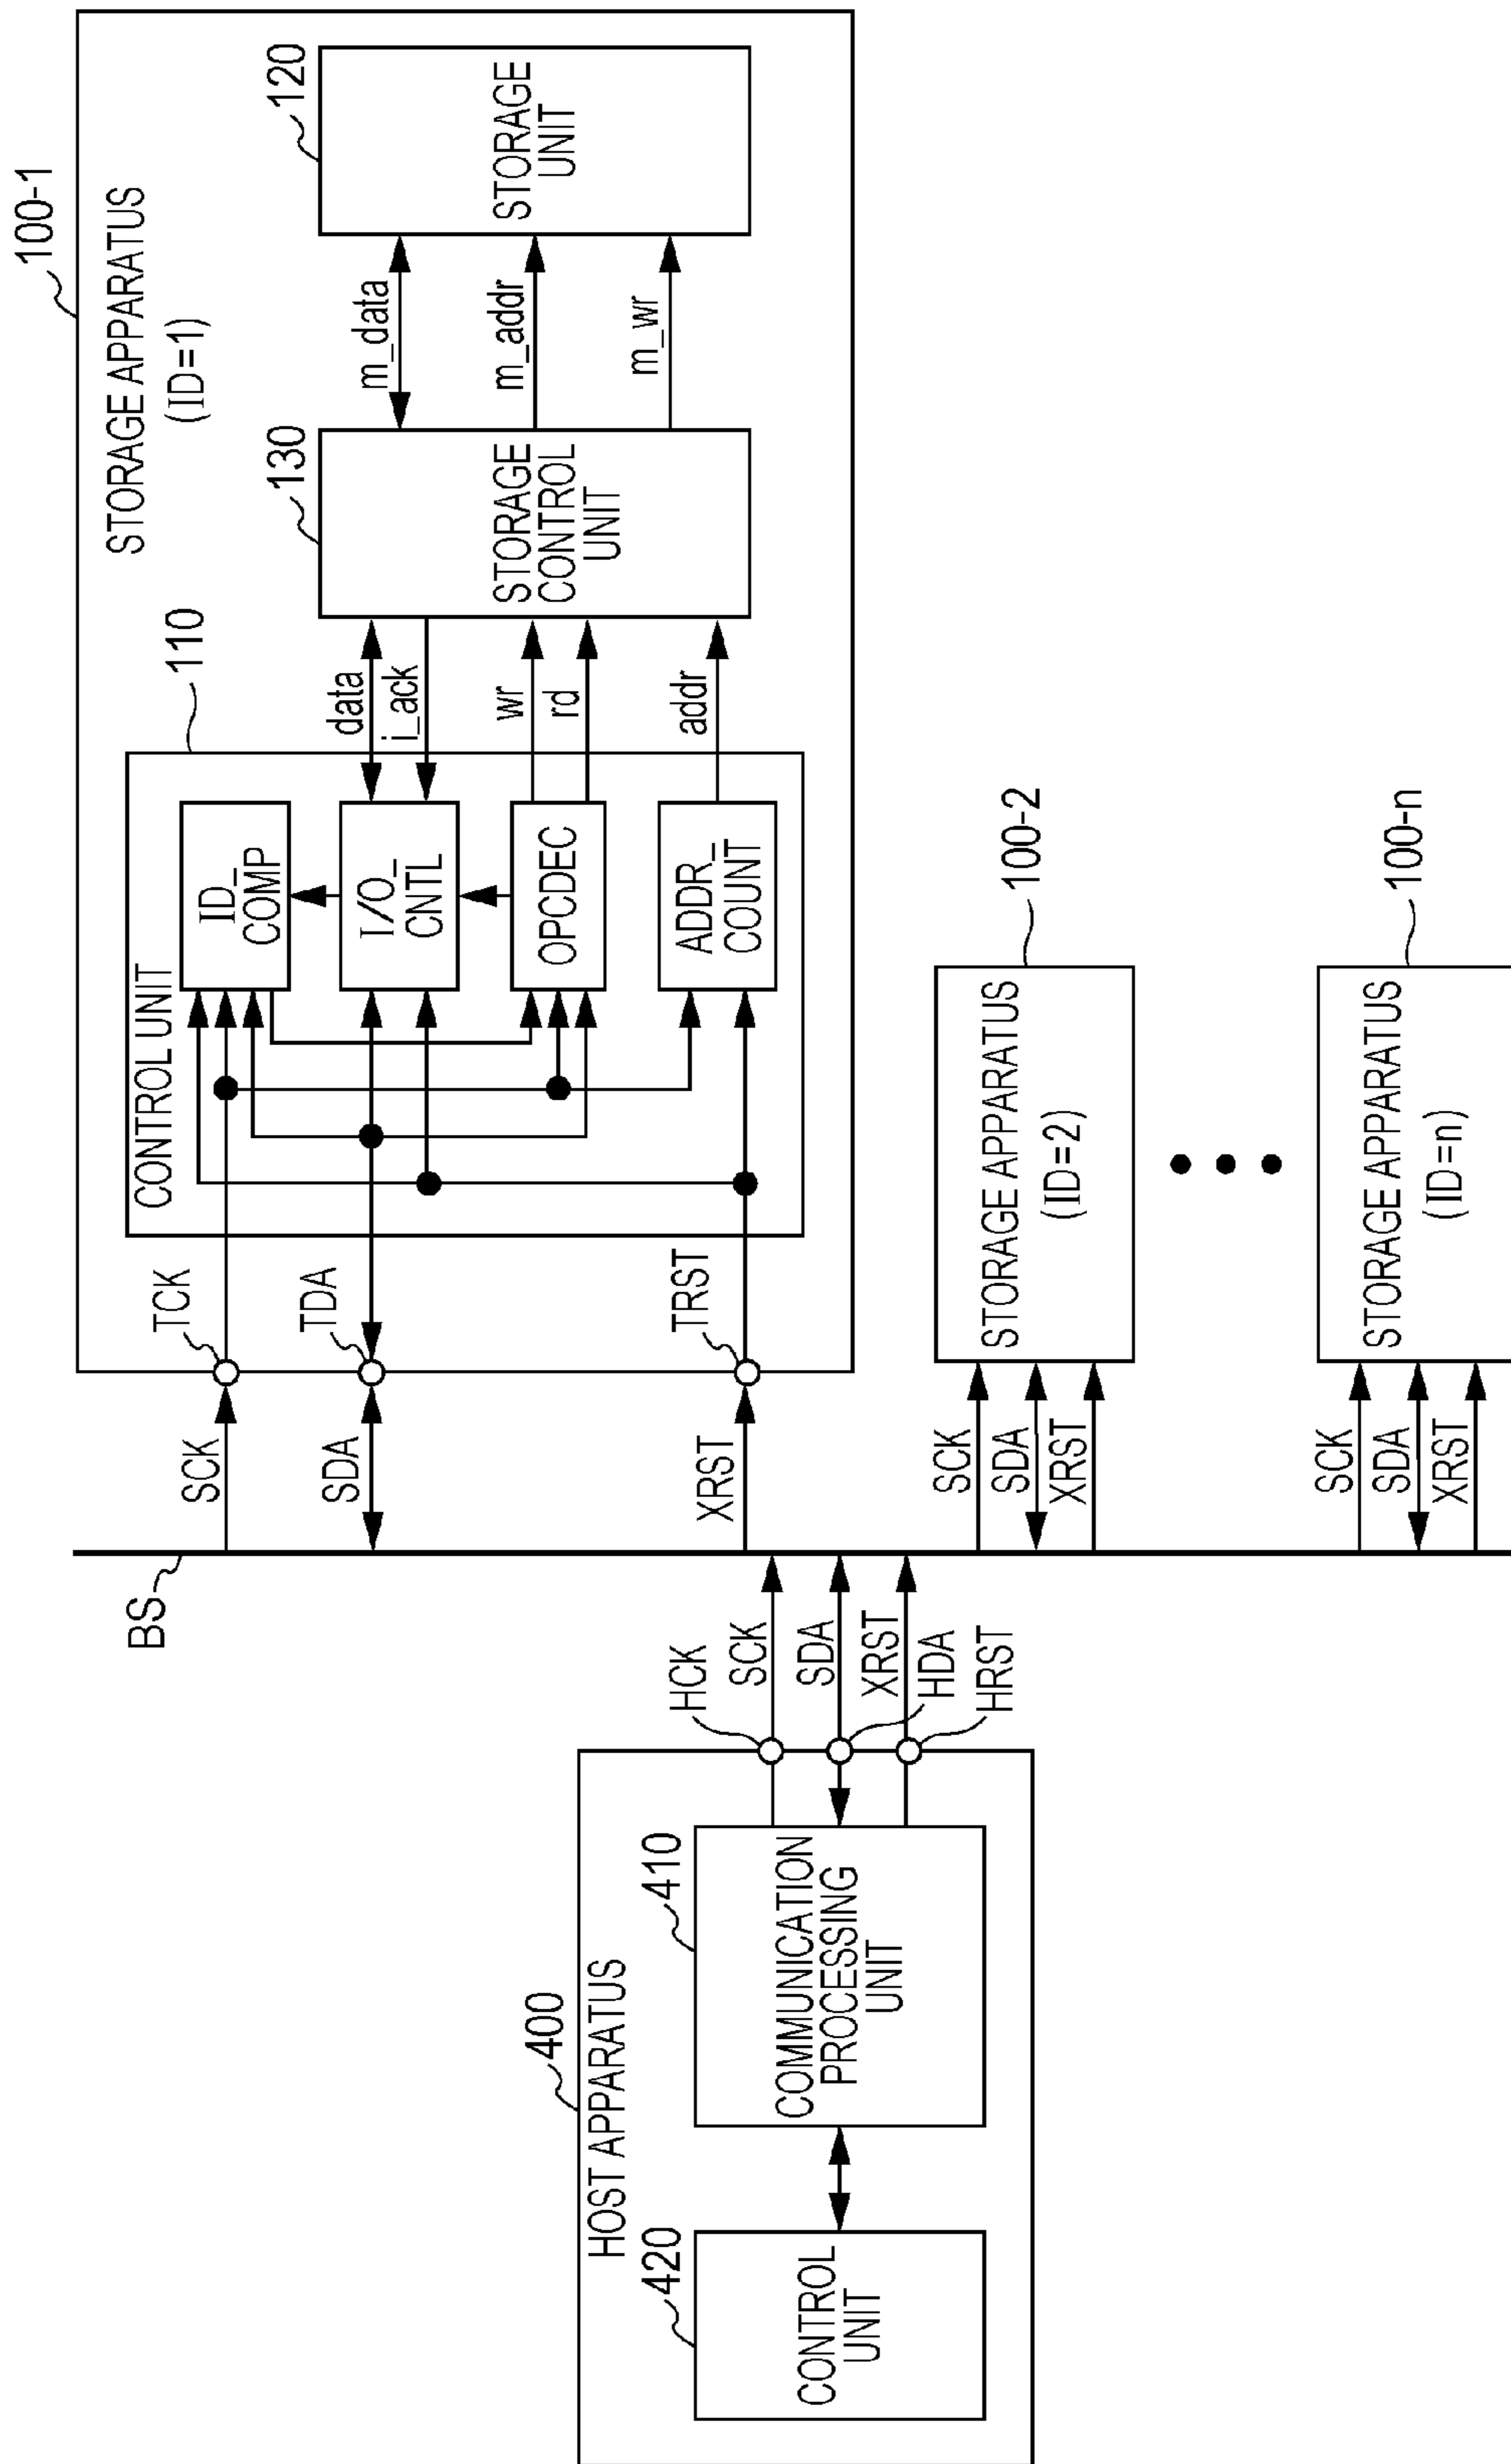 100-1
STORAGE APPARATUS
(ID=1)
110
130
120
CONTROL UNIT
TCK
TDA
TRST
ID_
COMP
I/O_
CNTL
OPCDEC
ADDR_
COUNT
data
i_ack
wr
rd
addr
STORAGE
CONTROL
UNIT
m_data
m_addr
m_wr
STORAGE
UNIT
BS
SCK
SDA
XRST
400
HOST APPARATUS
420
CONTROL
UNIT
410
COMMUNICATION
PROCESSING
UNIT
HCK
SCK
SDA
XRST
HDA
HRST
SCK
SDA
XRST
STORAGE APPARATUS
(ID=2)
100-2
SCK
SDA
XRST
STORAGE APPARATUS
(ID=n)
100-n